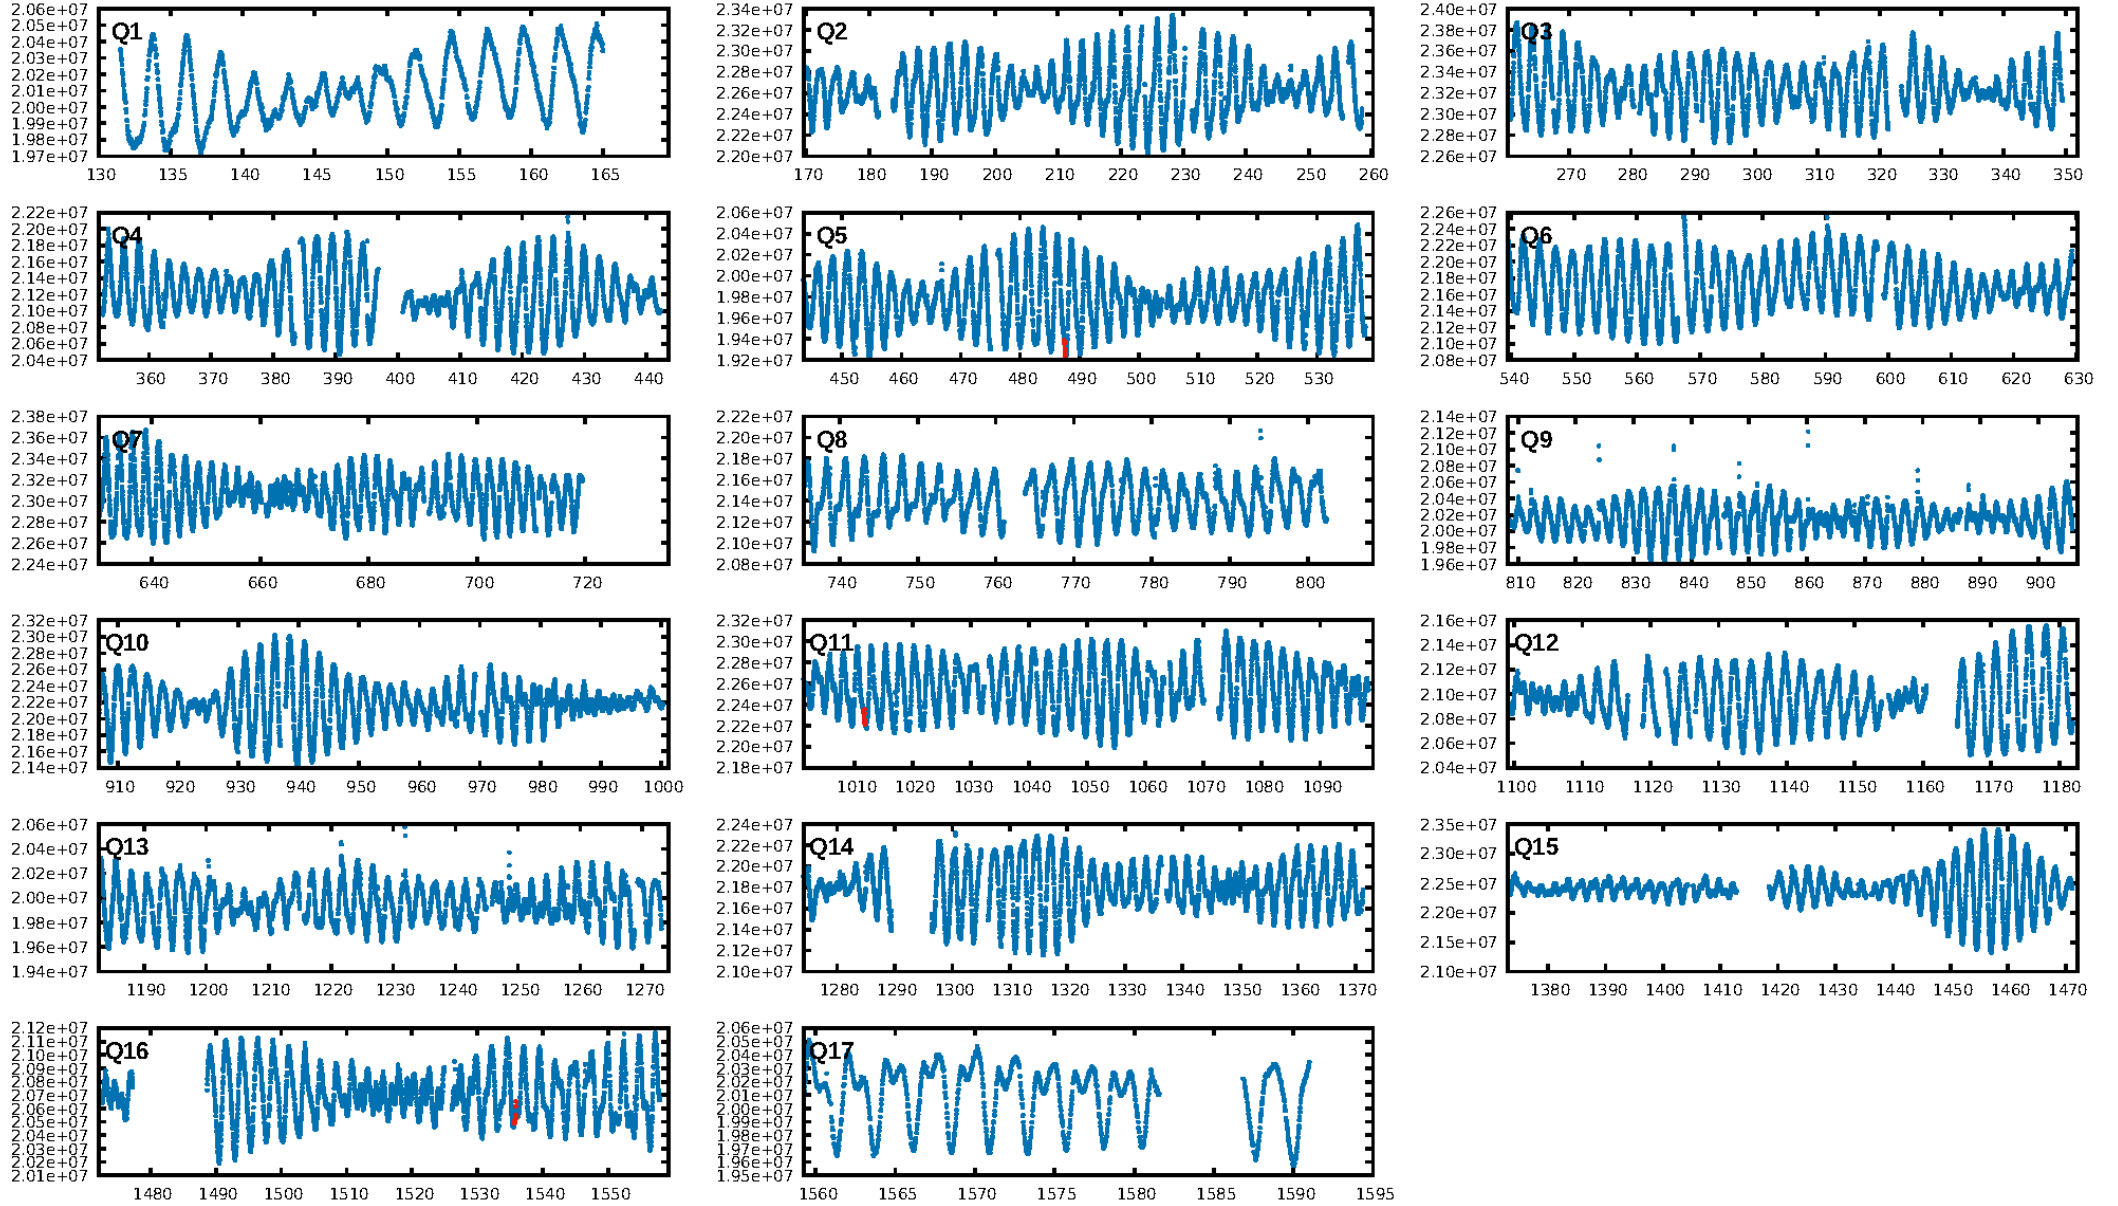 Q1
2.06e+07
2.05e+07
2.04e+07
2.03e+07
2.02e+07
2.01e+07
2.00e+07
1.99e+07
1.98e+07
1.97e+07
130 135 140 145 150 155 160 165
Q2
2.34e+07
2.32e+07
2.30e+07
2.28e+07
2.26e+07
2.24e+07
2.22e+07
2.20e+07
170 180 190 200 210 220 230 240 250 260
Q3
2.40e+07
2.38e+07
2.36e+07
2.34e+07
2.32e+07
2.30e+07
2.28e+07
2.26e+07
270 280 290 300 310 320 330 340 350
Q4
2.22e+07
2.20e+07
2.18e+07
2.16e+07
2.14e+07
2.12e+07
2.10e+07
2.08e+07
2.06e+07
2.04e+07
360 370 380 390 400 410 420 430 440
Q5
2.06e+07
2.04e+07
2.02e+07
2.00e+07
1.98e+07
1.96e+07
1.94e+07
1.92e+07
450 460 470 480 490 500 510 520 530
Q6
2.26e+07
2.24e+07
2.22e+07
2.20e+07
2.18e+07
2.16e+07
2.14e+07
2.12e+07
2.10e+07
2.08e+07
540 550 560 570 580 590 600 610 620 630
Q7
2.38e+07
2.36e+07
2.34e+07
2.32e+07
2.30e+07
2.28e+07
2.26e+07
2.24e+07
640 660 680 700 720
Q8
2.22e+07
2.20e+07
2.18e+07
2.16e+07
2.14e+07
2.12e+07
2.10e+07
2.08e+07
740 750 760 770 780 790 800
Q9
2.14e+07
2.12e+07
2.10e+07
2.08e+07
2.06e+07
2.04e+07
2.02e+07
2.00e+07
1.98e+07
1.96e+07
810 820 830 840 850 860 870 880 890 900
Q10
2.32e+07
2.30e+07
2.28e+07
2.26e+07
2.24e+07
2.22e+07
2.20e+07
2.18e+07
2.16e+07
2.14e+07
910 920 930 940 950 960 970 980 990 1000
Q11
2.32e+07
2.30e+07
2.28e+07
2.26e+07
2.24e+07
2.22e+07
2.20e+07
2.18e+07
1010 1020 1030 1040 1050 1060 1070 1080 1090
Q12
2.16e+07
2.14e+07
2.12e+07
2.10e+07
2.08e+07
2.06e+07
2.04e+07
1100 1110 1120 1130 1140 1150 1160 1170 1180
Q13
2.06e+07
2.04e+07
2.02e+07
2.00e+07
1.98e+07
1.96e+07
1.94e+07
1190 1200 1210 1220 1230 1240 1250 1260 1270
Q14
2.24e+07
2.22e+07
2.20e+07
2.18e+07
2.16e+07
2.14e+07
2.12e+07
2.10e+07
1280 1290 1300 1310 1320 1330 1340 1350 1360 1370
Q15
2.35e+07
2.30e+07
2.25e+07
2.20e+07
2.15e+07
2.10e+07
1380 1390 1400 1410 1420 1430 1440 1450 1460 1470
Q16
2.12e+07
2.11e+07
2.10e+07
2.09e+07
2.08e+07
2.07e+07
2.06e+07
2.05e+07
2.04e+07
2.03e+07
2.02e+07
2.01e+07
1480 1490 1500 1510 1520 1530 1540 1550
Q17
2.06e+07
2.05e+07
2.04e+07
2.03e+07
2.02e+07
2.01e+07
2.00e+07
1.99e+07
1.98e+07
1.97e+07
1.96e+07
1.95e+07
1560 1565 1570 1575 1580 1585 1590 1595